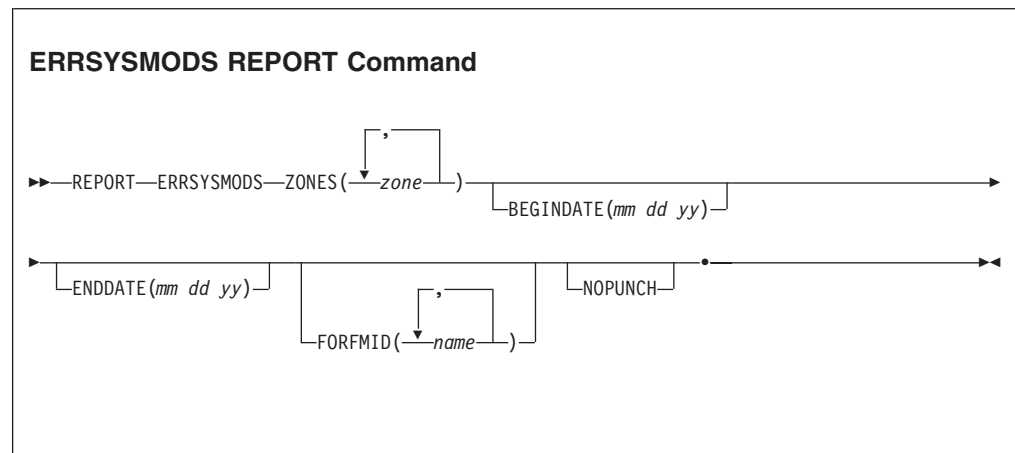 ERRSYSMODS REPORT Command
,
REPORT ERRSYSMODS ZONES( zone )
BEGINDATE(mm dd yy)
ENDDATE(mm dd yy)
,
FORFMID( name )
NOPUNCH
.